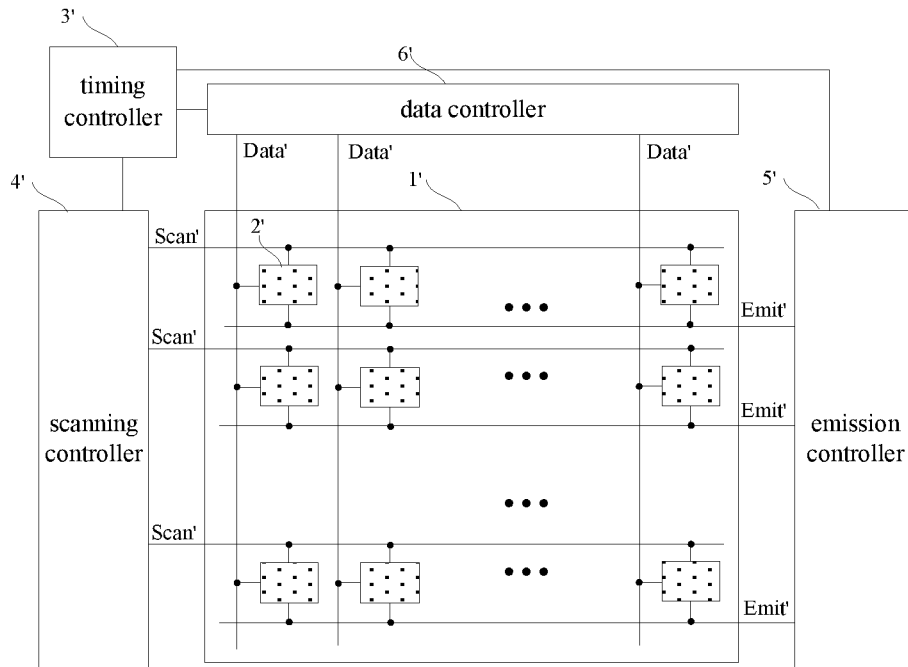 3'
timing
controller
6'
data controller
Data'
Data'
Data'
4'
1'
5'
Scan'
2'
Emit'
Scan'
scanning
controller
Emit'
emission
controller
Scan'
Emit'